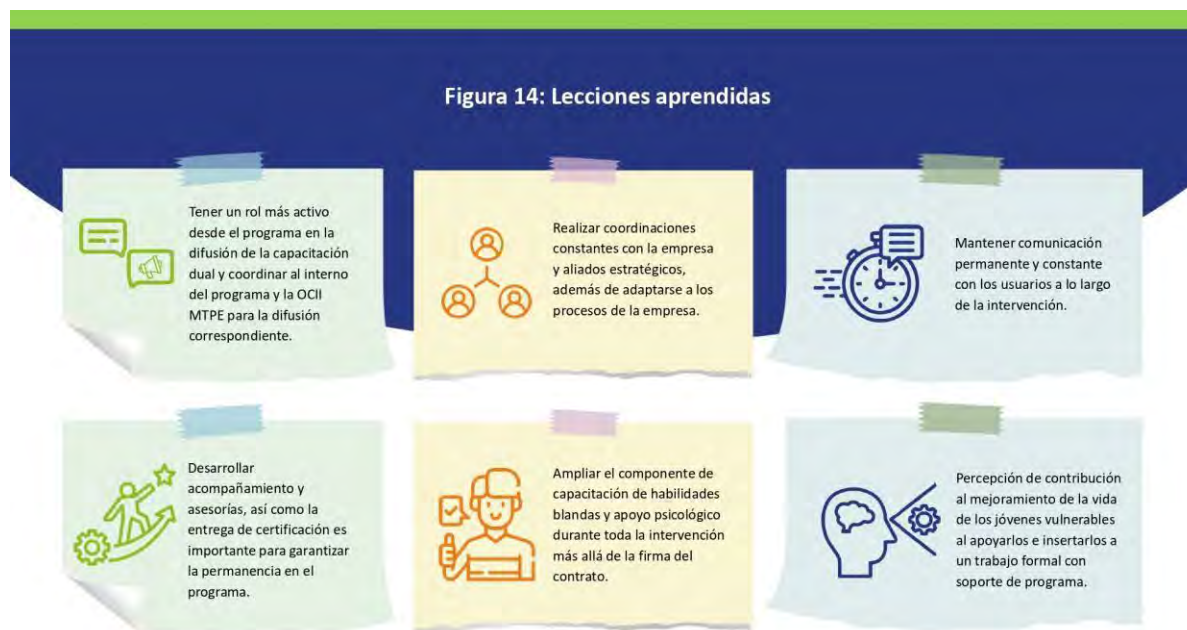 Figura 14: Lecciones aprendidas
Tener un rol más activo
desde el programa en la
difusión de la capacitación
dual y coordinar al interno
del programa y la OCII
MTPE para la difusión
correspondiente.
Realizar coordinaciones
constantes con la empresa
y aliados estratégicos,
además de adaptarse a los
procesos de la empresa.
Mantener comunicación
permanente y constante
con los usuarios a lo largo
de la intervención.
Desarrollar
acompañamiento y
asesorías, así como la
entrega de certificación es
importante para garantizar
la permanencia en el
programa.
Ampliar el componente de
capacitación de habilidades
blandas y apoyo psicológico
durante toda la intervención
más allá de la firma del
contrato.
Percepción de contribución
al mejoramiento de la vida
de los jóvenes vulnerables
al apoyarlos e insertarlos a
un trabajo formal con
soporte de programa.